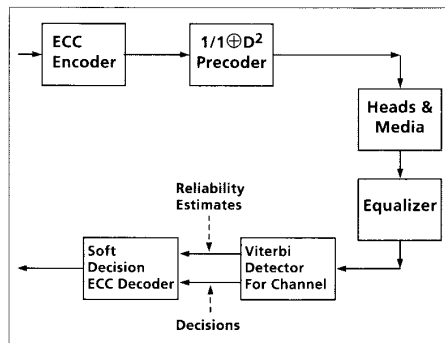 ECC
Encoder
1/1⊕D²
Precoder
Heads &
Media
Equalizer
Reliability
Estimates
Soft
Decision
ECC Decoder
Viterbi
Detector
For Channel
Decisions